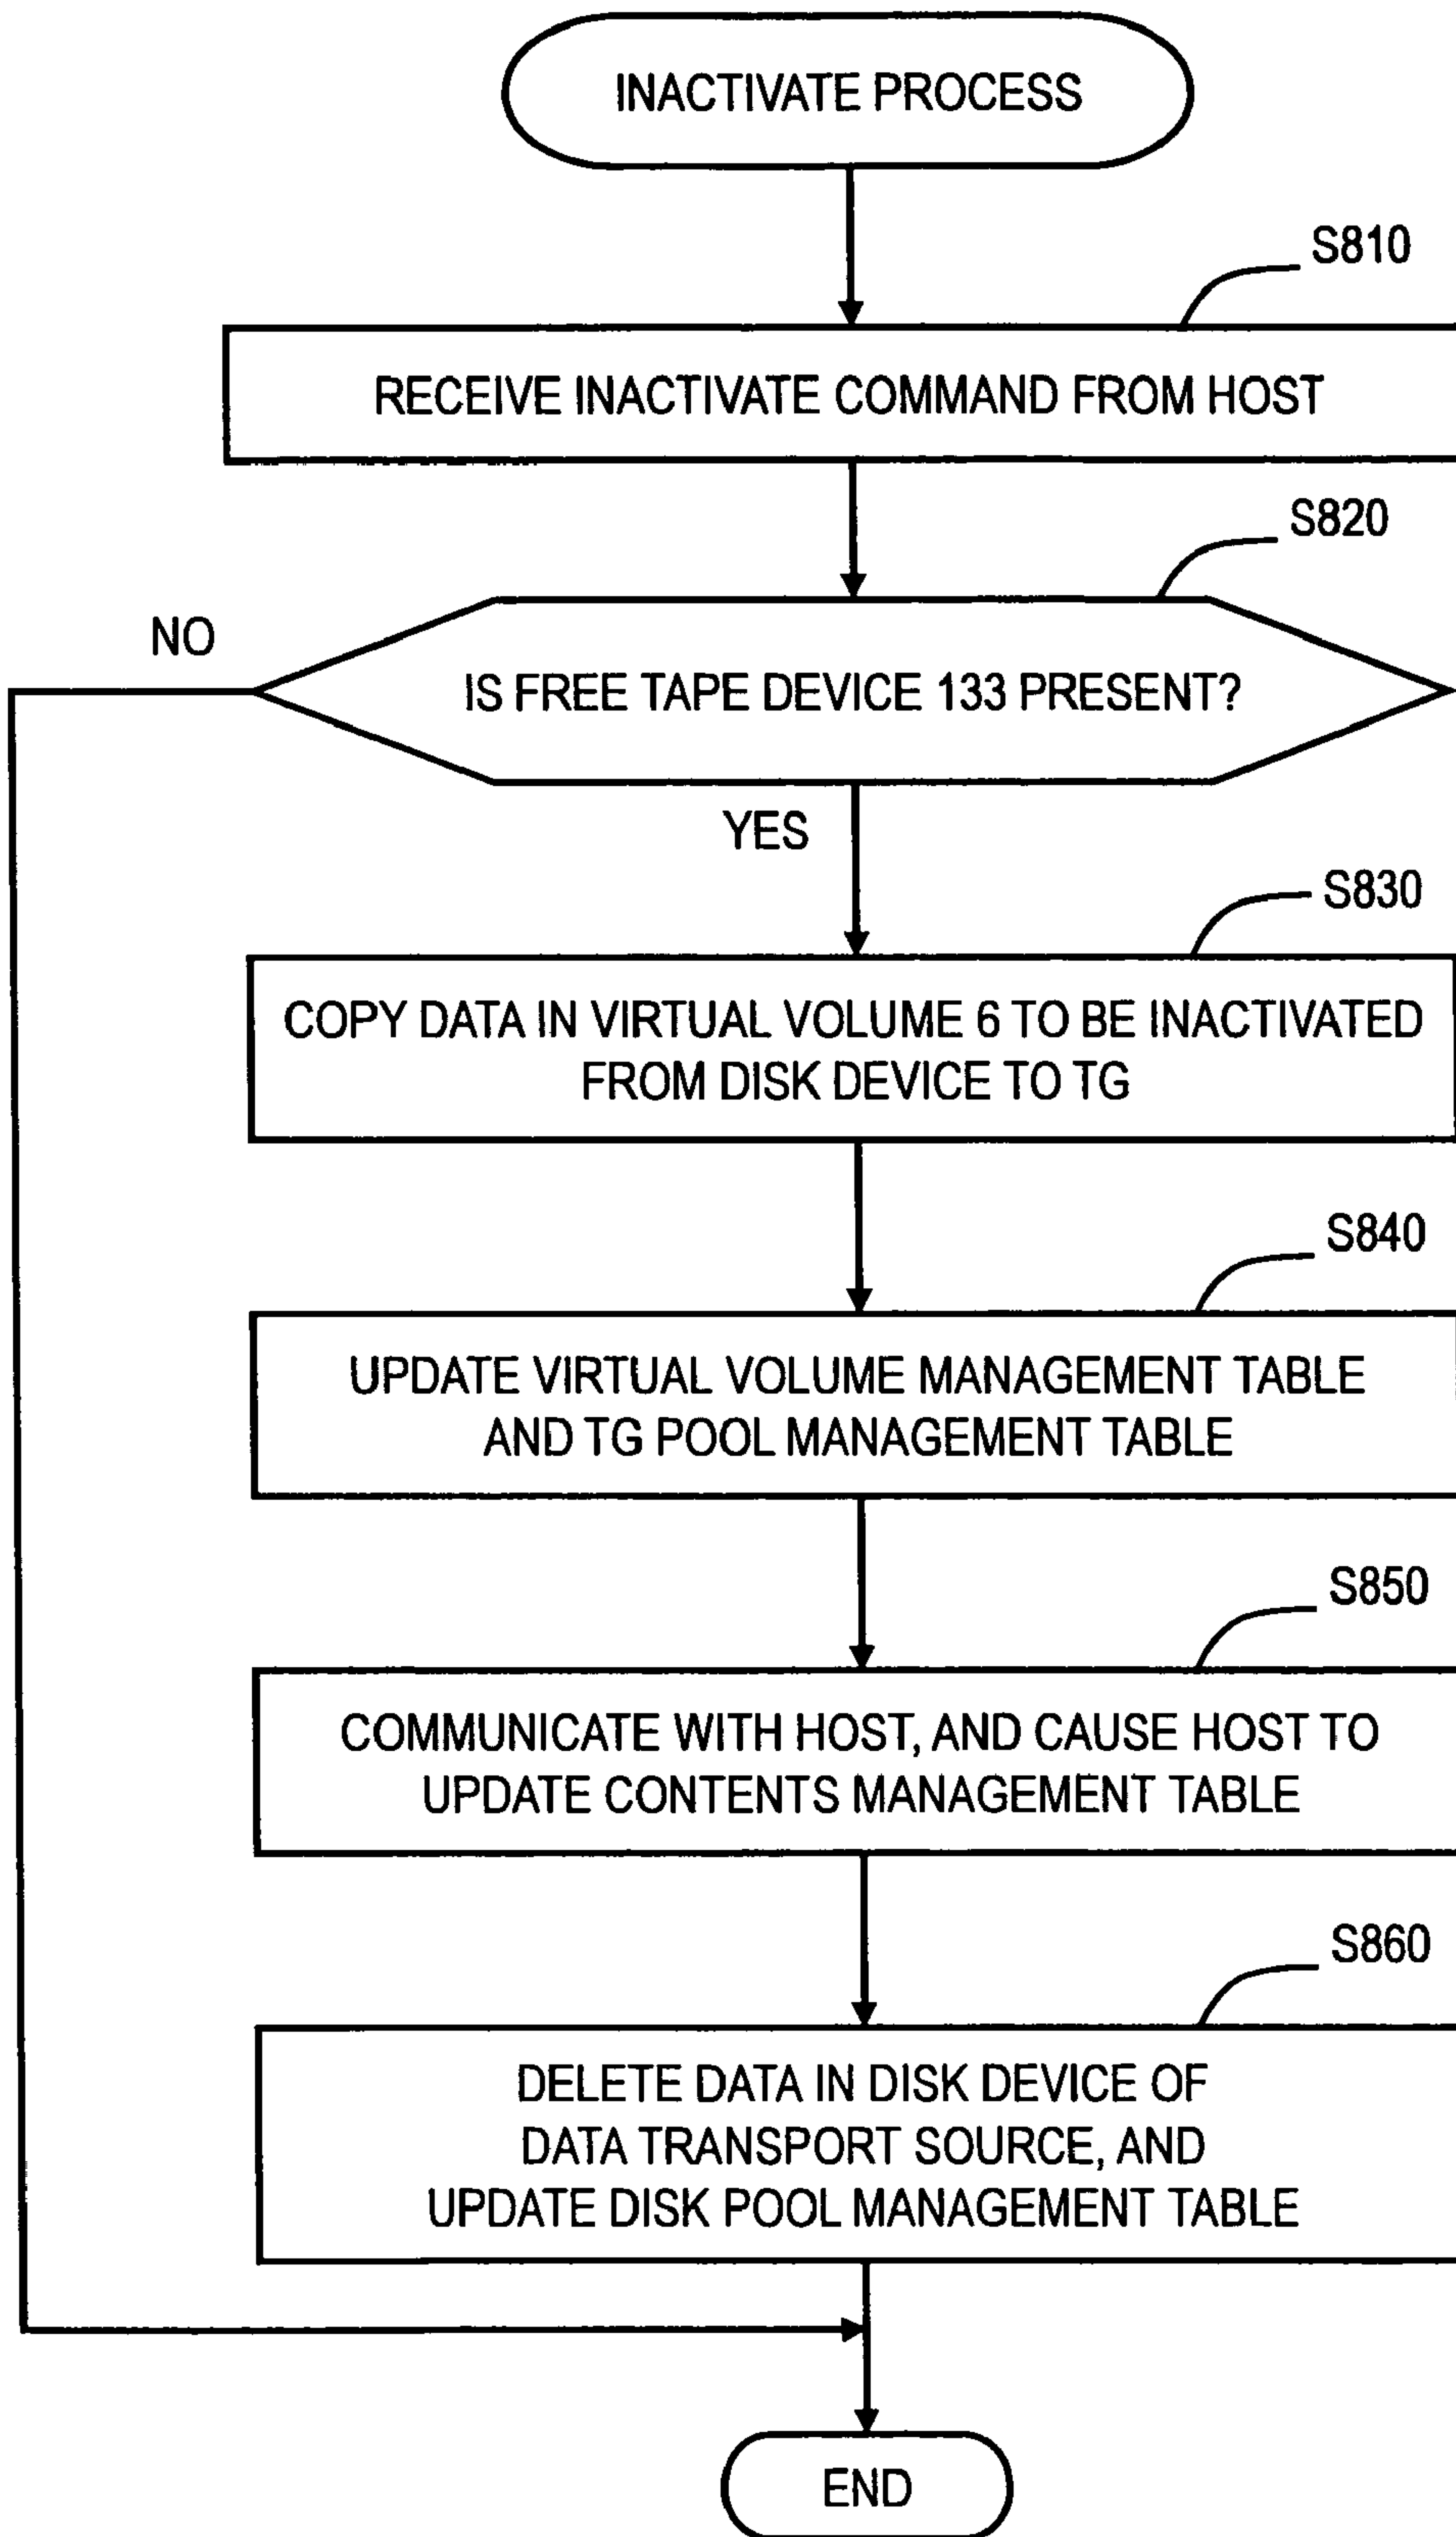 INACTIVATE PROCESS
S810
RECEIVE INACTIVATE COMMAND FROM HOST
S820
NO
IS FREE TAPE DEVICE 133 PRESENT?
YES
S830
COPY DATA IN VIRTUAL VOLUME 6 TO BE INACTIVATED
FROM DISK DEVICE TO TG
S840
UPDATE VIRTUAL VOLUME MANAGEMENT TABLE
AND TG POOL MANAGEMENT TABLE
S850
COMMUNICATE WITH HOST, AND CAUSE HOST TO
UPDATE CONTENTS MANAGEMENT TABLE
S860
DELETE DATA IN DISK DEVICE OF
DATA TRANSPORT SOURCE, AND
UPDATE DISK POOL MANAGEMENT TABLE
END